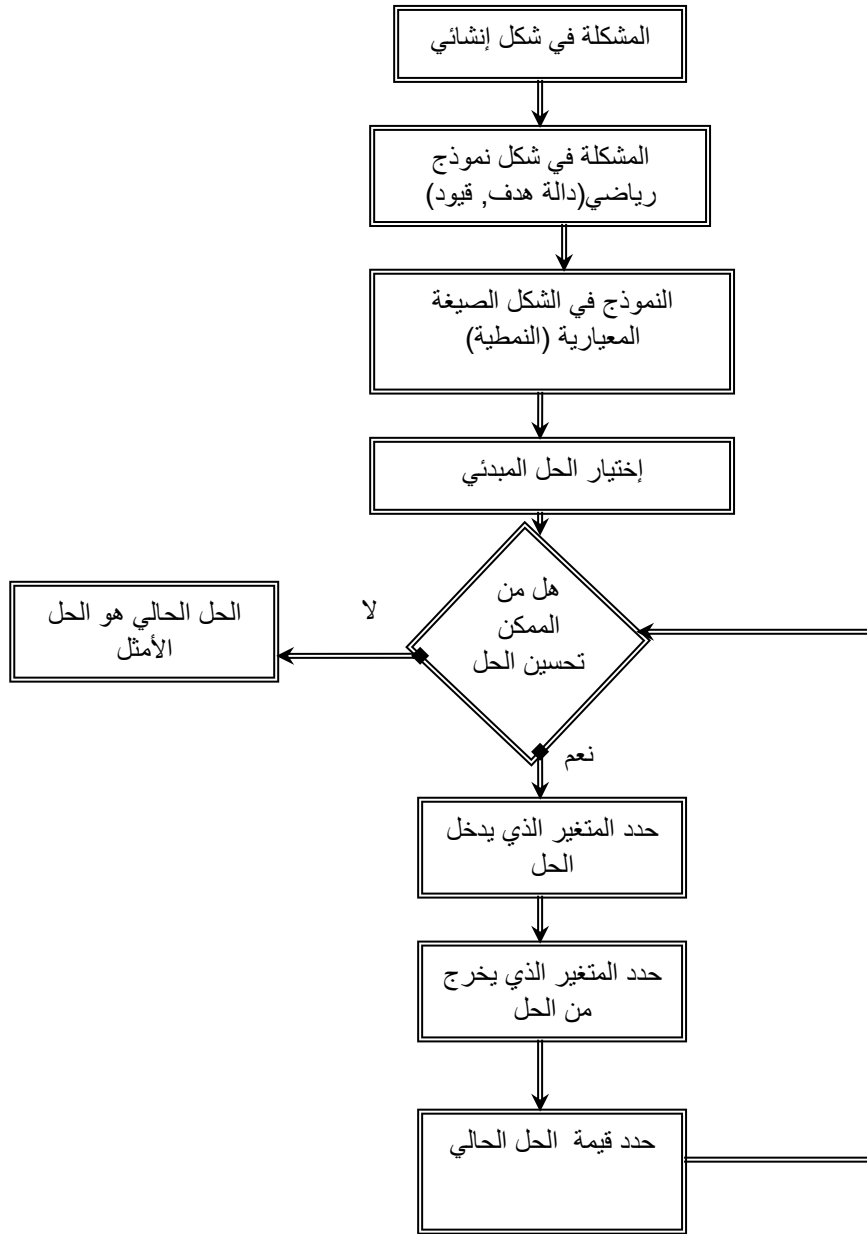 المشكلة في شكل إنشائي
المشكلة في شكل نموذج
رياضي(دالة هدف, قيود)
النموذج في الشكل الصيغة
المعيارية (النمطية)
إختيار الحل المبدئي
هل من
الممكن
تحسين الحل
لا
الحل الحالي هو الحل
الأمثل
نعم
حدد المتغير الذي يدخل
الحل
حدد المتغير الذي يخرج
من الحل
حدد قيمة الحل الحالي